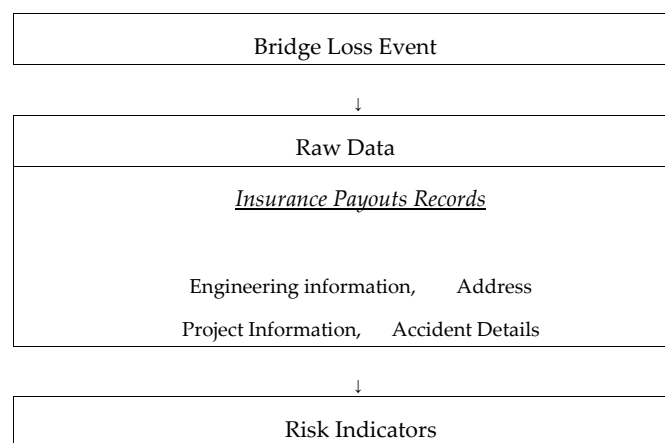 Bridge Loss Event
↓
Raw Data
Insurance Payouts Records
Engineering information, Address
Project Information, Accident Details
↓
Risk Indicators